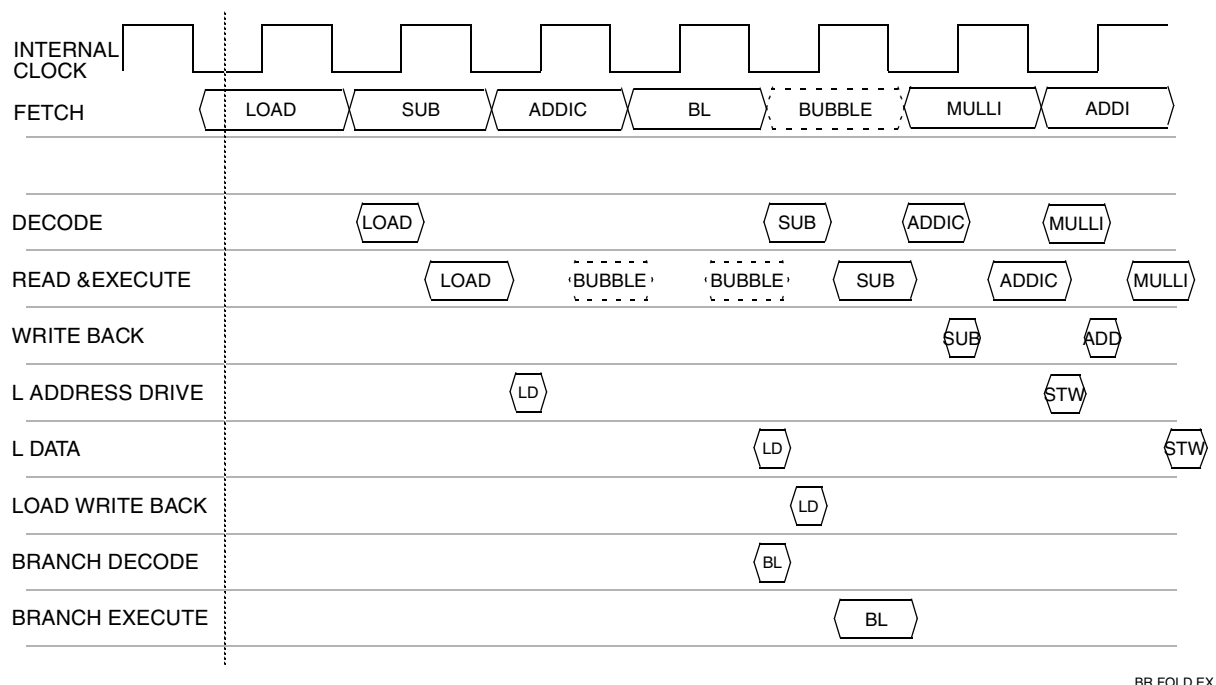 INTERNAL
CLOCK
FETCH LOAD SUB ADDIC BL BUBBLE MULLI ADDI
DECODE LOAD SUB ADDIC MULLI
READ &EXECUTE LOAD BUBBLE BUBBLE SUB ADDIC MULLI
WRITE BACK SUB ADD
L ADDRESS DRIVE LD STW
L DATA LD STW
LOAD WRITE BACK LD
BRANCH DECODE BL
BRANCH EXECUTE BL
BR FOLD EX